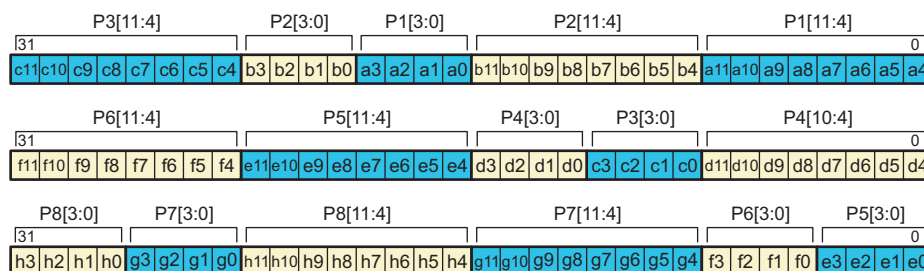 P3[11:4] P2[3:0] P1[3:0] P2[11:4] P1[11:4]
31 0
c11 c10 c9 c8 c7 c6 c5 c4 b3 b2 b1 b0 a3 a2 a1 a0 b11 b10 b9 b8 b7 b6 b5 b4 a11 a10 a9 a8 a7 a6 a5 a4
P6[11:4] P5[11:4] P4[3:0] P3[3:0] P4[10:4]
31 0
f11 f10 f9 f8 f7 f6 f5 f4 e11 e10 e9 e8 e7 e6 e5 e4 d3 d2 d1 d0 c3 c2 c1 c0 d11 d10 d9 d8 d7 d6 d5 d4
P8[3:0] P7[3:0] P8[11:4] P7[11:4] P6[3:0] P5[3:0]
31 0
h3 h2 h1 h0 g3 g2 g1 g0 h11 h10 h9 h8 h7 h6 h5 h4 g11 g10 g9 g8 g7 g6 g5 g4 f3 f2 f1 f0 e3 e2 e1 e0